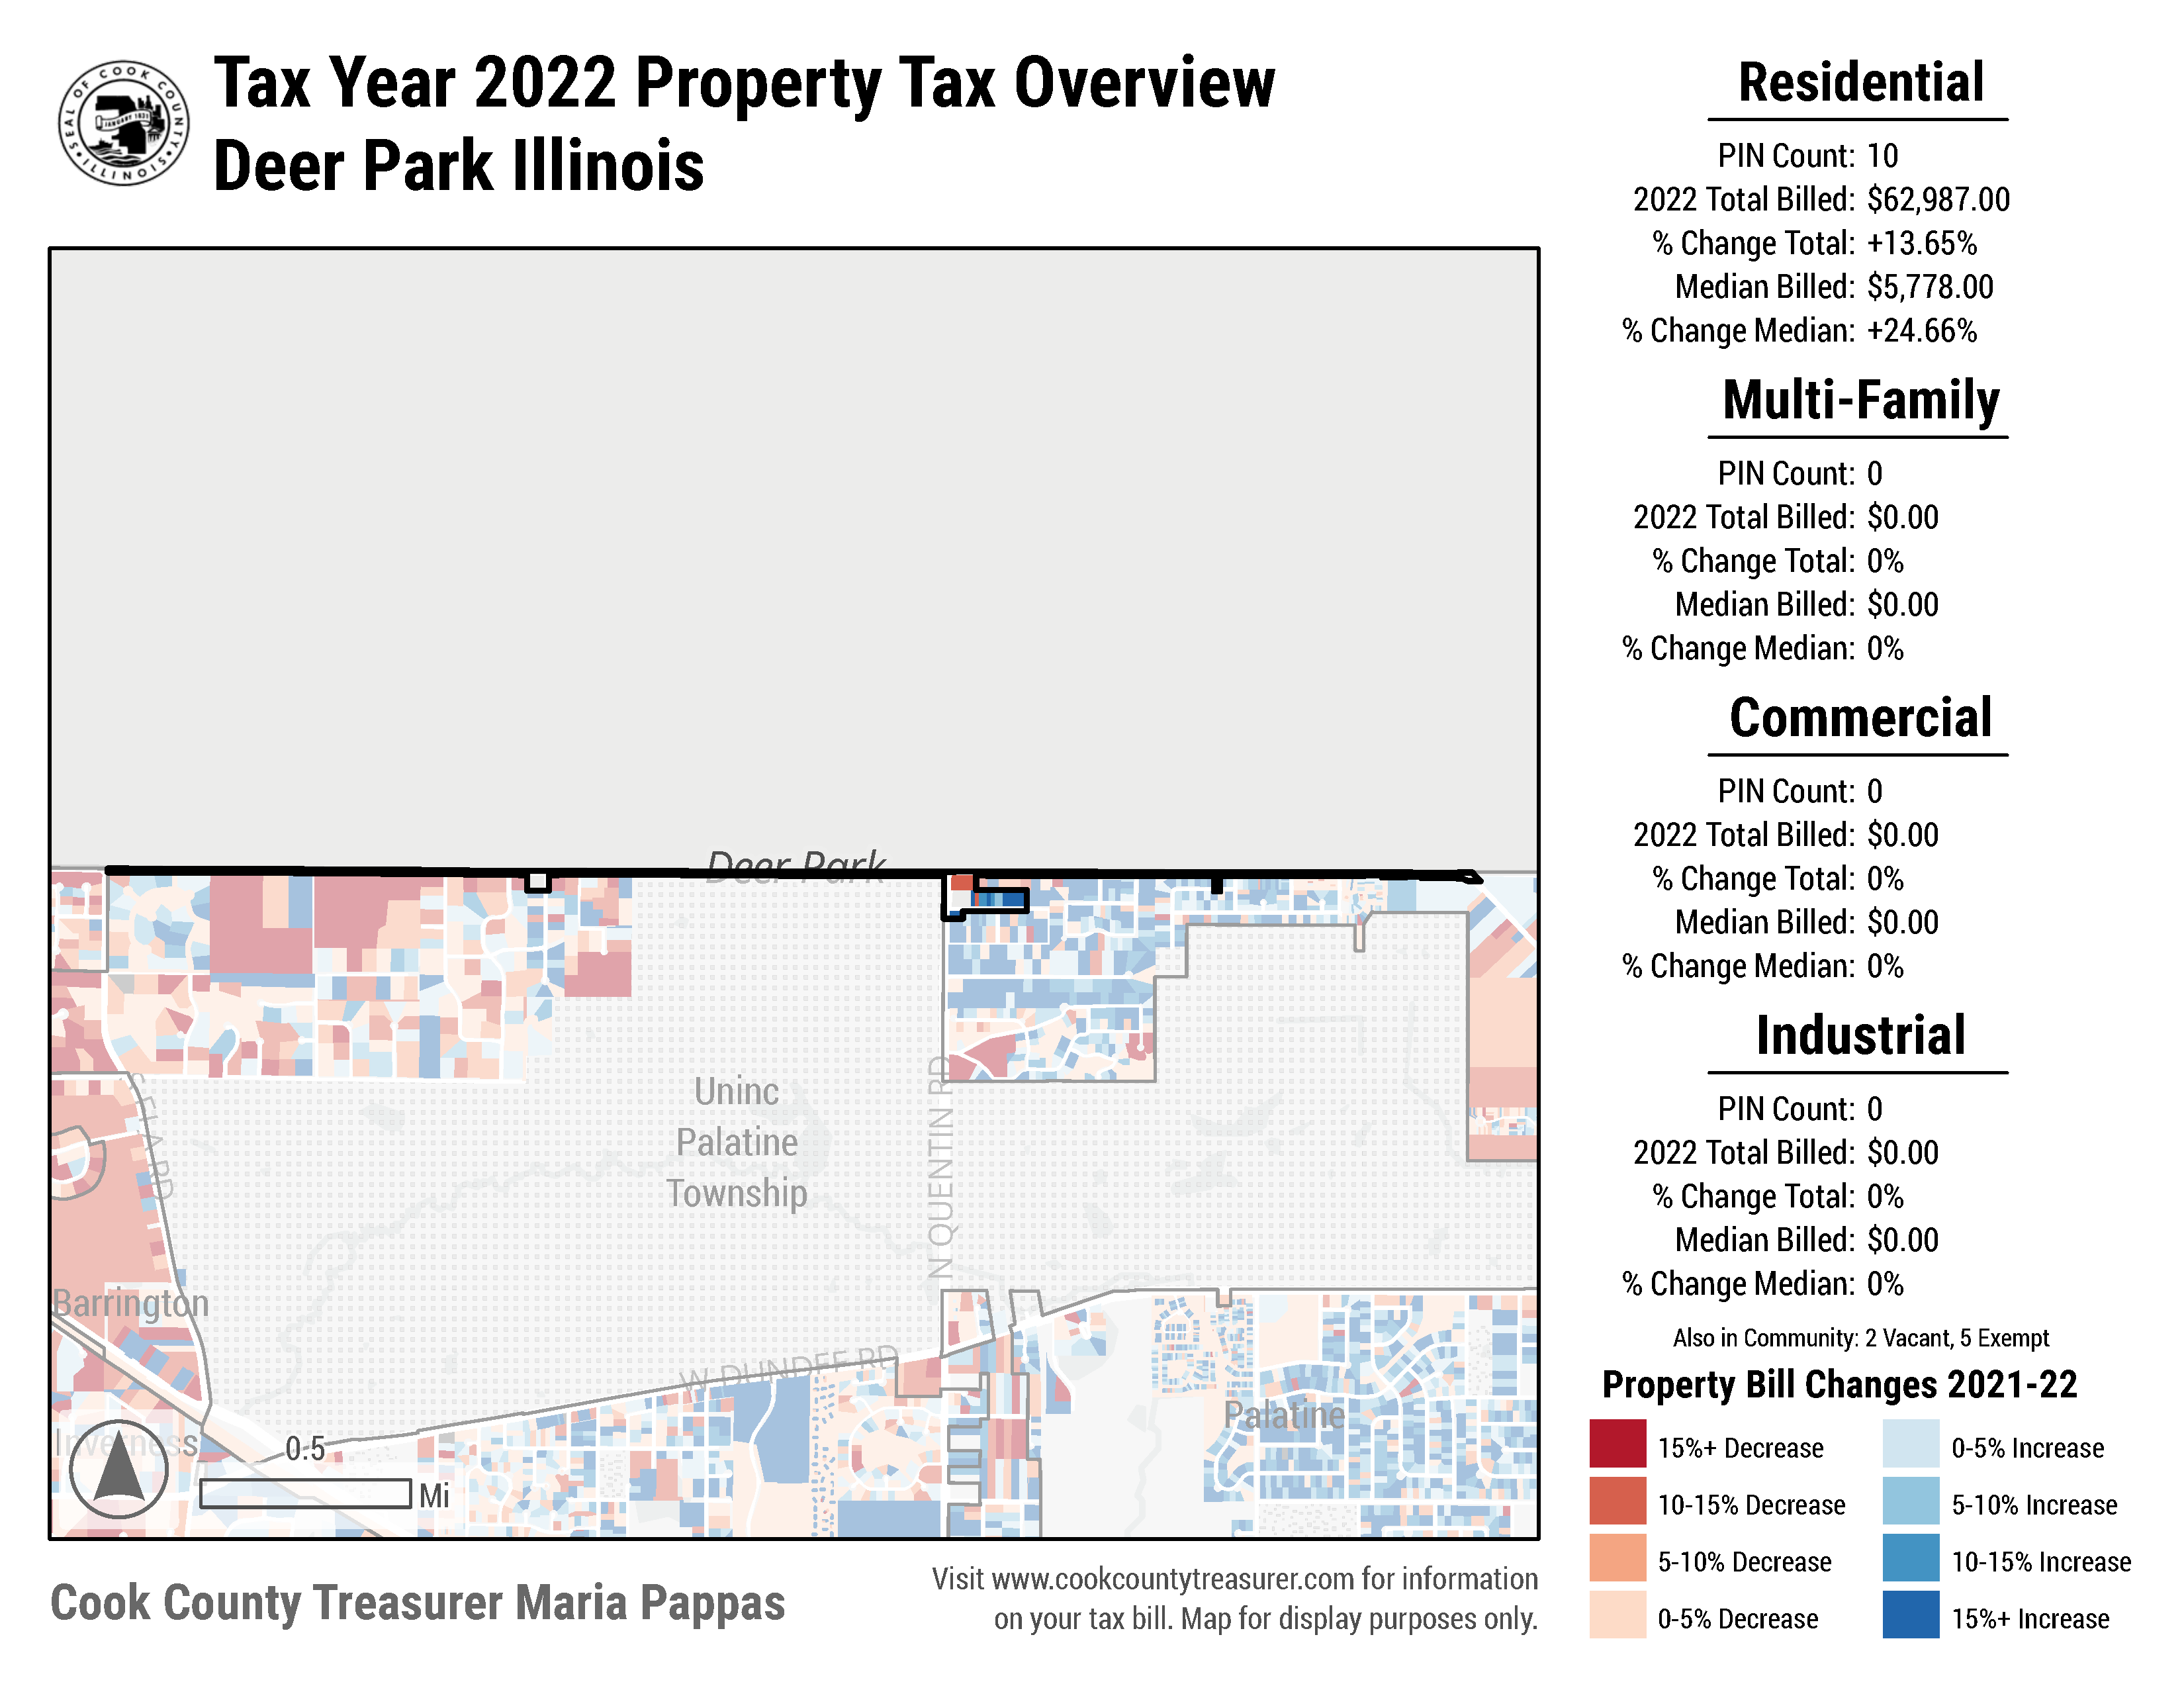 SEAL OF COOK COUNTY
ILLINOIS
JANUARY 1831
Tax Year 2022 Property Tax Overview
Deer Park Illinois
Deer Park
Uninc
Palatine
Township
N QUENTIN RD
S ELA RD
Barrington
W DUNDEE RD
Palatine
Inverness
0.5
Mi
Cook County Treasurer Maria Pappas
Visit www.cookcountytreasurer.com for information
on your tax bill. Map for display purposes only.
Residential
PIN Count: 10
2022 Total Billed: $62,987.00
% Change Total: +13.65%
Median Billed: $5,778.00
% Change Median: +24.66%
Multi-Family
PIN Count: 0
2022 Total Billed: $0.00
% Change Total: 0%
Median Billed: $0.00
% Change Median: 0%
Commercial
PIN Count: 0
2022 Total Billed: $0.00
% Change Total: 0%
Median Billed: $0.00
% Change Median: 0%
Industrial
PIN Count: 0
2022 Total Billed: $0.00
% Change Total: 0%
Median Billed: $0.00
% Change Median: 0%
Also in Community: 2 Vacant, 5 Exempt
Property Bill Changes 2021-22
15%+ Decrease
10-15% Decrease
5-10% Decrease
0-5% Decrease
0-5% Increase
5-10% Increase
10-15% Increase
15%+ Increase